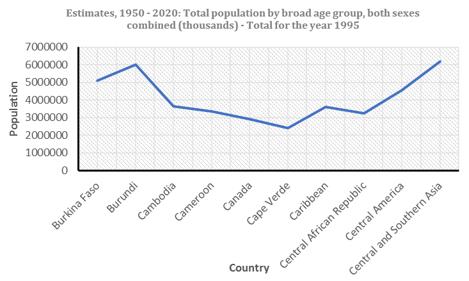 Estimates, 1950 - 2020: Total population by broad age group, both sexes
combined (thousands) - Total for the year 1995
Population
7000000
6000000
5000000
4000000
3000000
2000000
1000000
0
Burkina Faso
Burundi
Cambodia
Cameroon
Canada
Cape Verde
Caribbean
Central African Republic
Central America
Central and Southern Asia
Country